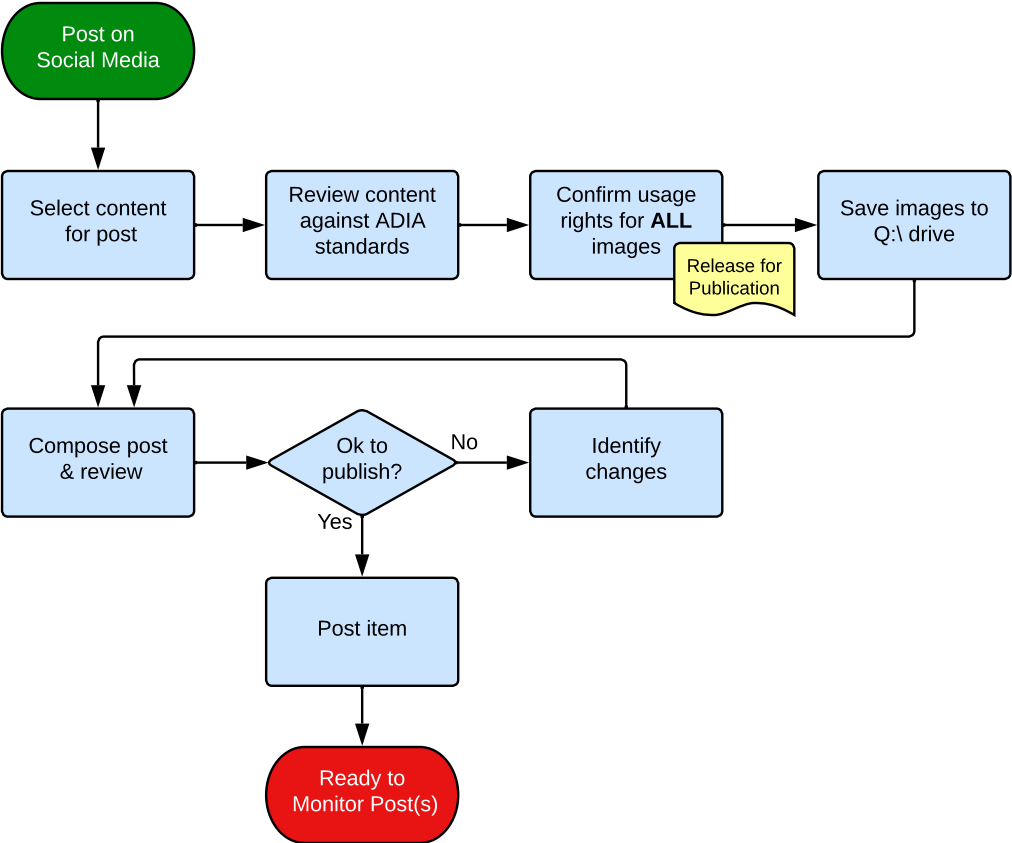 Post on
Social Media
Select content
for post
Review content
against ADIA
standards
Confirm usage
rights for ALL
images
Release for
Publication
Save images to
Q:\ drive
Compose post
& review
Ok to
publish?
No
Identify
changes
Yes
Post item
Ready to
Monitor Post(s)